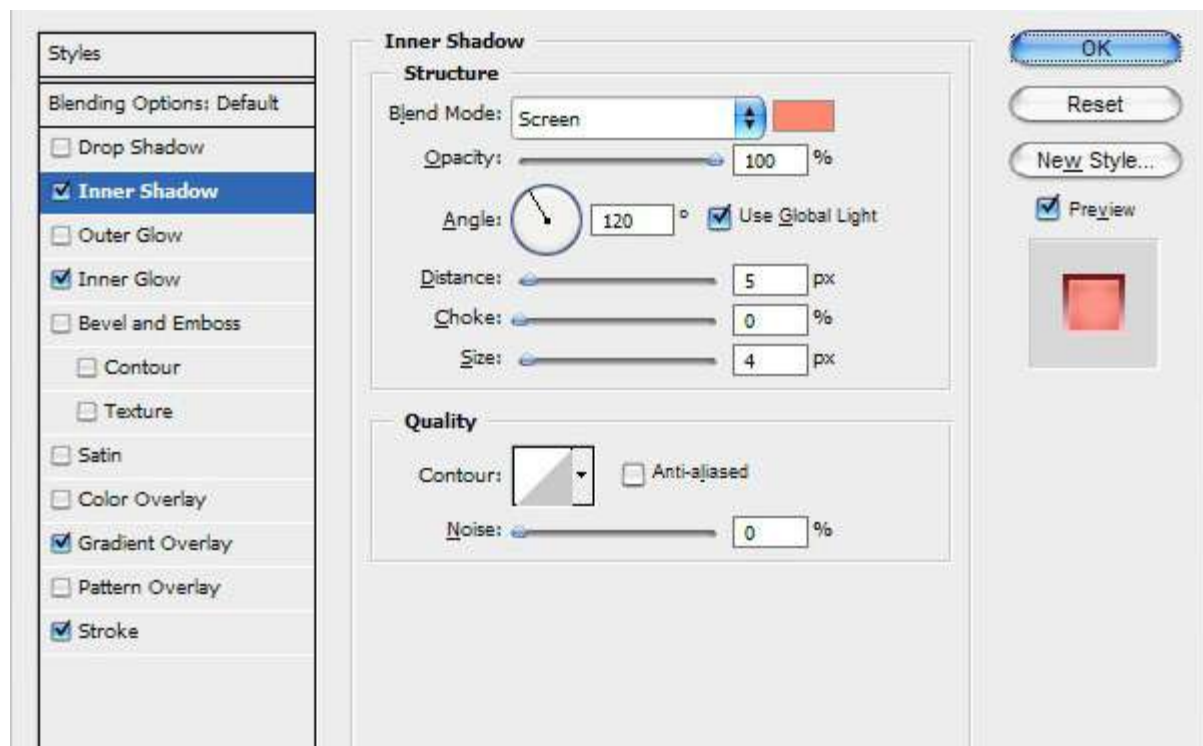 Styles
Blending Options: Default
Drop Shadow
Inner Shadow
Outer Glow
Inner Glow
Bevel and Emboss
Contour
Texture
Satin
Color Overlay
Gradient Overlay
Pattern Overlay
Stroke
Inner Shadow
Structure
Blend Mode: Screen
Opacity: 100 %
Angle: 120 ° Use Global Light
Distance: 5 px
Choke: 0 %
Size: 4 px
Quality
Contour: Anti-aliased
Noise: 0 %
OK
Reset
New Style...
Preview